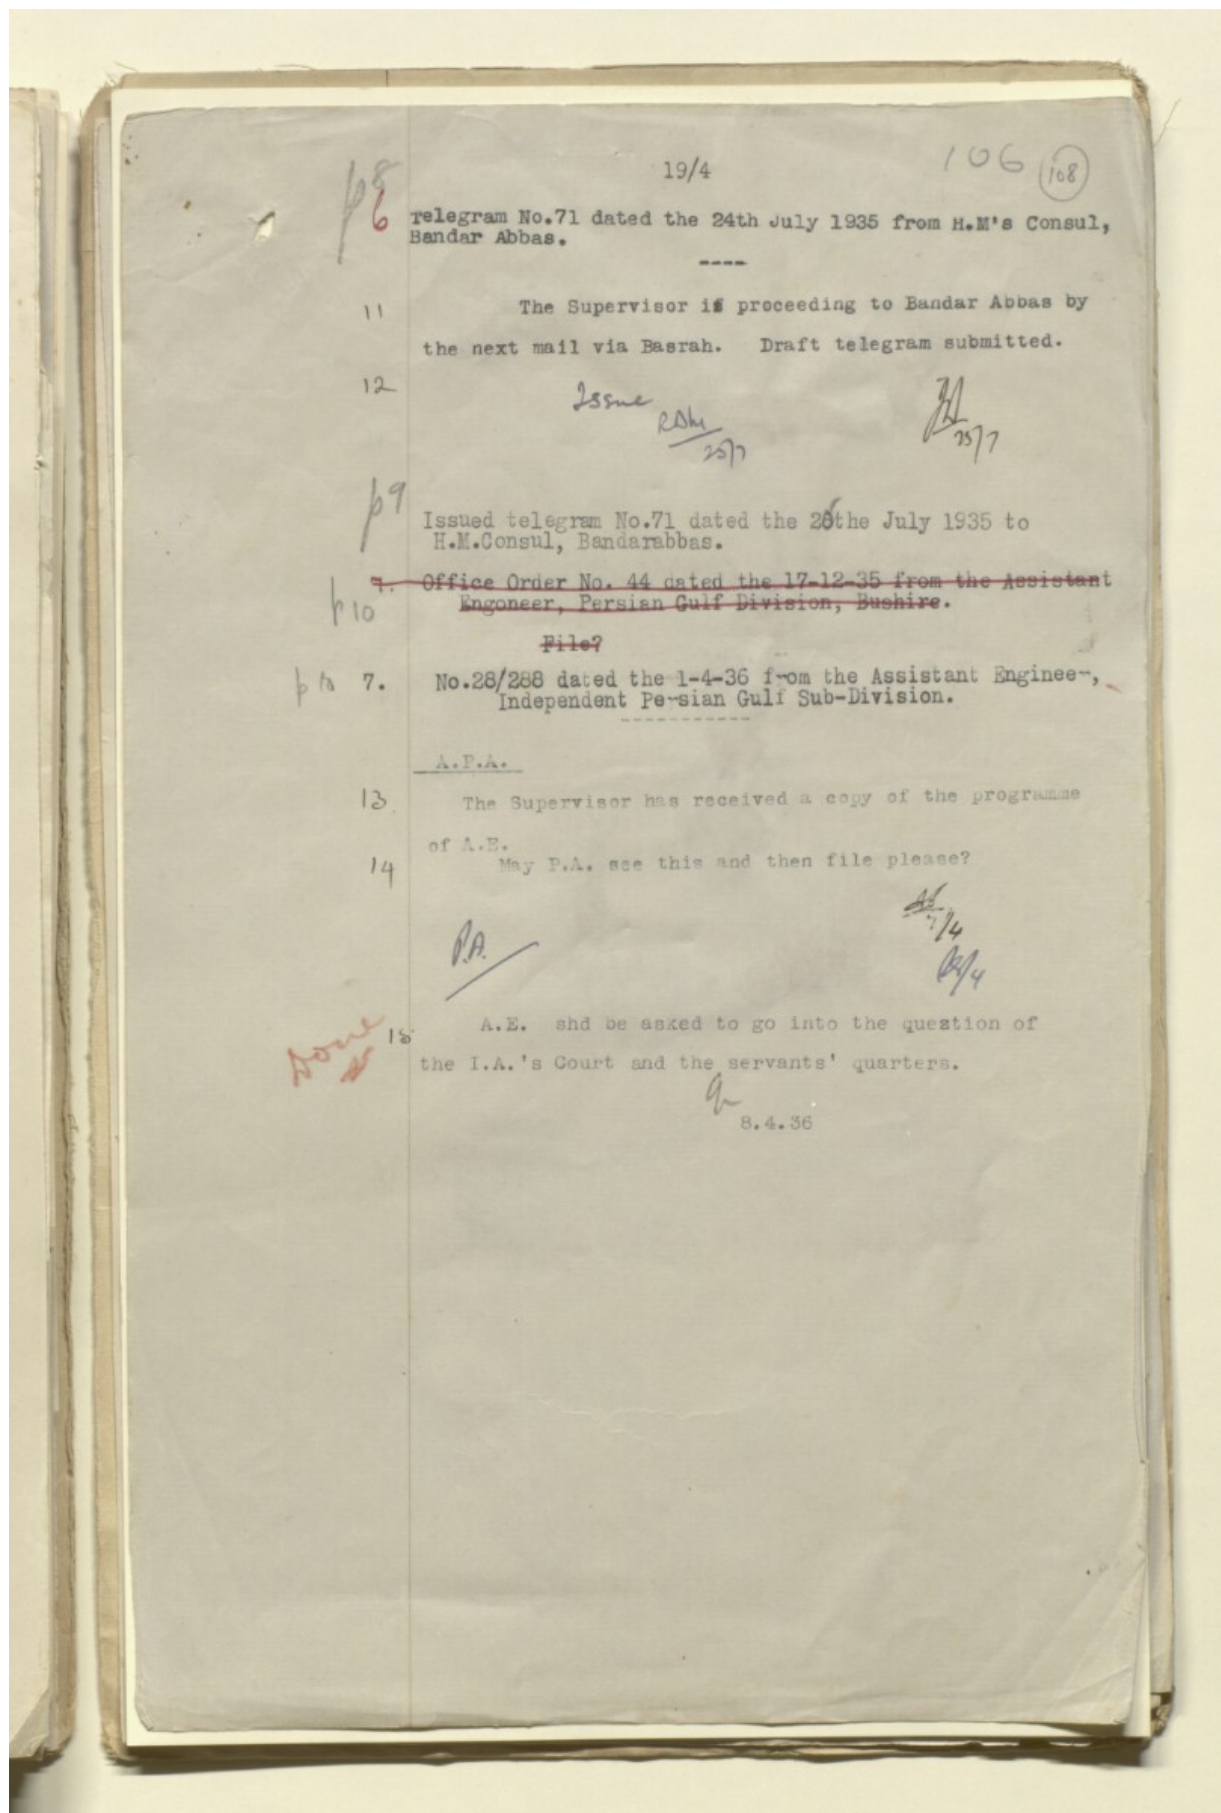 19/4
106
108
p8
6
Telegram No.71 dated the 24th July 1935 from H.M's Consul,
Bandar Abbas.
----
11 The Supervisor is proceeding to Bandar Abbas by
the next mail via Basrah. Draft telegram submitted.
12 Issue
25/7
25/7
p9
Issued telegram No.71 dated the 26the July 1935 to
H.M.Consul, Bandarabbas.
7. Office Order No. 44 dated the 17-12-35 from the Assistant
p10 Engoneer, Persian Gulf Division, Bushire.
File?
7. No.28/288 dated the 1-4-36 from the Assistant Engineer,
Independent Persian Gulf Sub-Division.
-----------
A.P.A.
13. The Supervisor has received a copy of the programme
of A.E.
14 May P.A. see this and then file please?
7/4
P.A.
Done
15 A.E. shd be asked to go into the question of
the I.A.'s Court and the servants' quarters.
8.4.36